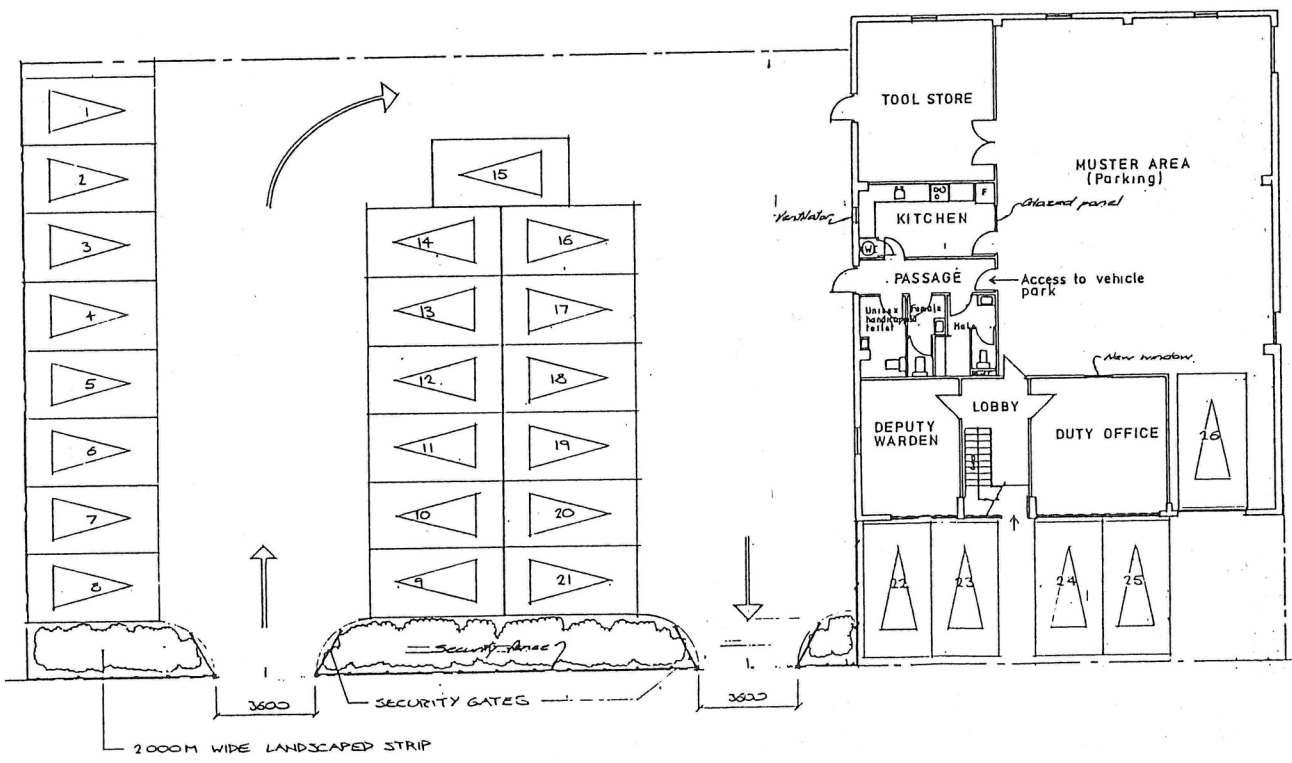 TOOL STORE
MUSTER AREA
(Parking)
Ventilator
KITCHEN
F
Glazed panel
W
PASSAGE
Access to vehicle
park
Unisex
handicapped
toilet
Female
Male
New window
DEPUTY
WARDEN
LOBBY
DUTY OFFICE
1
2
3
4
5
6
7
8
15
14
16
13
17
12
18
11
19
10
20
9
21
22
23
24
25
26
Security fence
3600
SECURITY GATES
3600
2000M WIDE LANDSCAPED STRIP